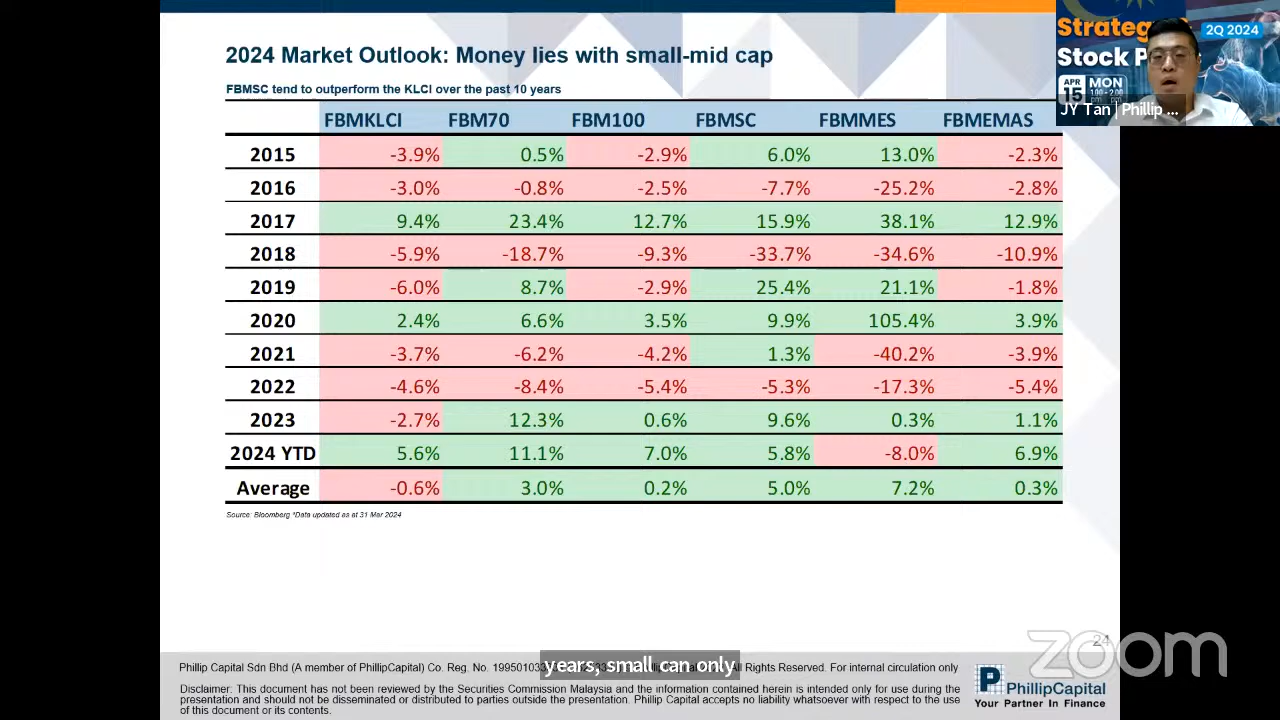 2024 Market Outlook: Money lies with small-mid cap
FBMSC tend to outperform the KLCI over the past 10 years
FBMKLCI FBM70 FBM100 FBMSC FBMMES FBMEMAS
2015 -3.9% 0.5% -2.9% 6.0% 13.0% -2.3%
2016 -3.0% -0.8% -2.5% -7.7% -25.2% -2.8%
2017 9.4% 23.4% 12.7% 15.9% 38.1% 12.9%
2018 -5.9% -18.7% -9.3% -33.7% -34.6% -10.9%
2019 -6.0% 8.7% -2.9% 25.4% 21.1% -1.8%
2020 2.4% 6.6% 3.5% 9.9% 105.4% 3.9%
2021 -3.7% -6.2% -4.2% 1.3% -40.2% -3.9%
2022 -4.6% -8.4% -5.4% -5.3% -17.3% -5.4%
2023 -2.7% 12.3% 0.6% 9.6% 0.3% 1.1%
2024 YTD 5.6% 11.1% 7.0% 5.8% -8.0% 6.9%
Average -0.6% 3.0% 0.2% 5.0% 7.2% 0.3%
Source: Bloomberg *Data updated as at 31 Mar 2024
Strateg
2Q 2024
Stock P
APR MON
15 1:00 - 2:00
pm pm
JY Tan | Phillip ...
24
zoom
Phillip Capital Sdn Bhd (A member of PhillipCapital) Co. Reg. No. Rights Reserved. For internal circulation only
years, small can only
Disclaimer: This document has not been reviewed by the Securities Commission Malaysia and the information contained herein is intended only for use during the
presentation and should not be disseminated or distributed to parties outside the presentation. Phillip Capital accepts no liability whatsoever with respect to the use
of this document or its contents.
PhillipCapital
Your Partner In Finance